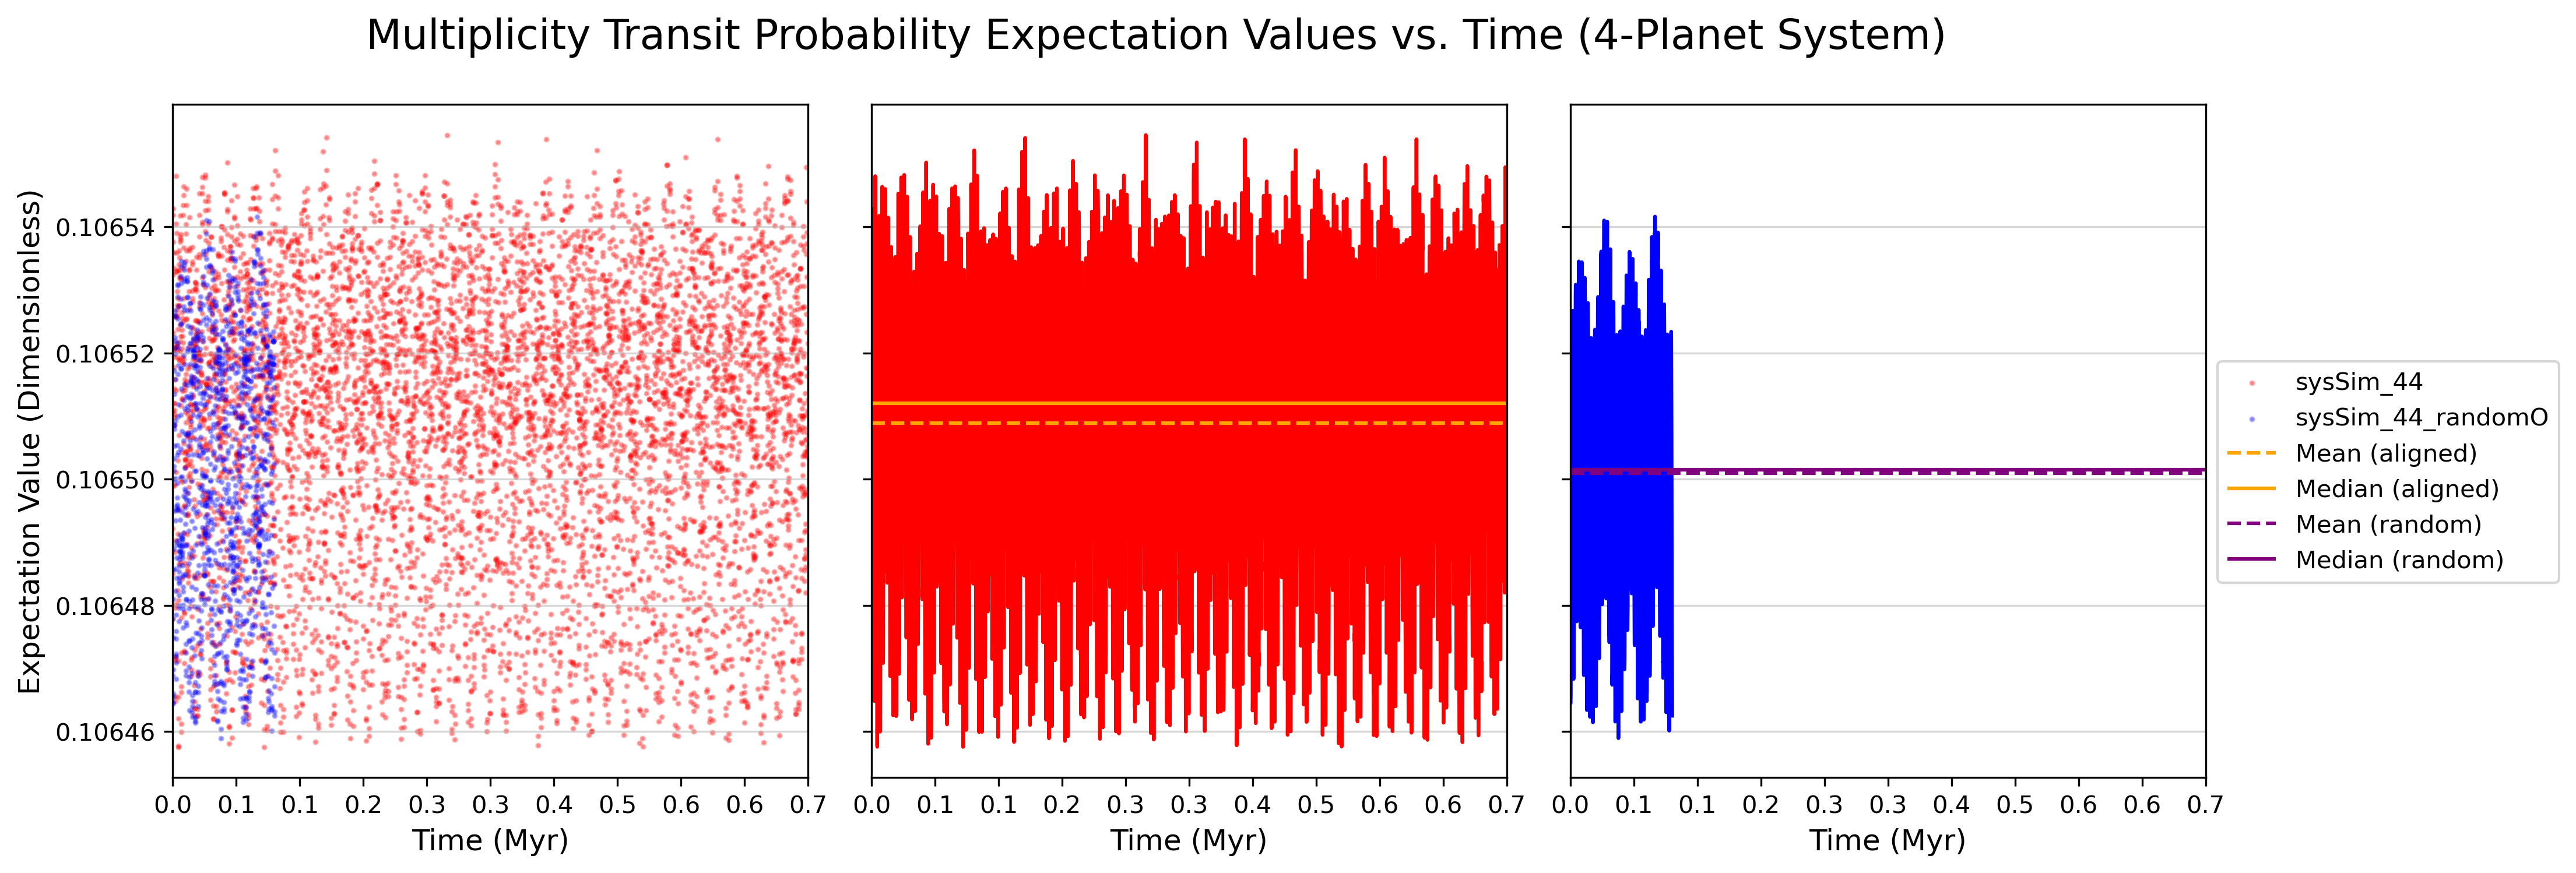 Multiplicity Transit Probability Expectation Values vs. Time (4-Planet System)
Expectation Value (Dimensionless)
0.10654
0.10652
0.10650
0.10648
0.10646
0.0 0.1 0.1 0.2 0.3 0.3 0.4 0.5 0.6 0.6 0.7
Time (Myr)
0.0 0.1 0.1 0.2 0.3 0.3 0.4 0.5 0.6 0.6 0.7
Time (Myr)
0.0 0.1 0.1 0.2 0.3 0.3 0.4 0.5 0.6 0.6 0.7
Time (Myr)
sysSim_44
sysSim_44_randomO
Mean (aligned)
Median (aligned)
Mean (random)
Median (random)